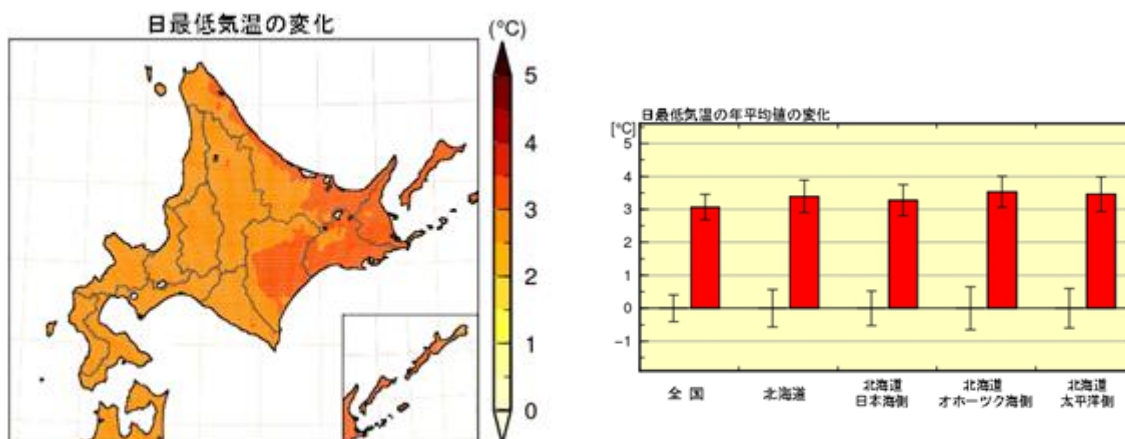 日最低気温の変化
(℃)
5
4
3
2
1
0
日最低気温の年平均値の変化
[℃]
5
4
3
2
1
0
-1
全国
北海道
北海道
日本海側
北海道
オホーツク海側
北海道
太平洋側